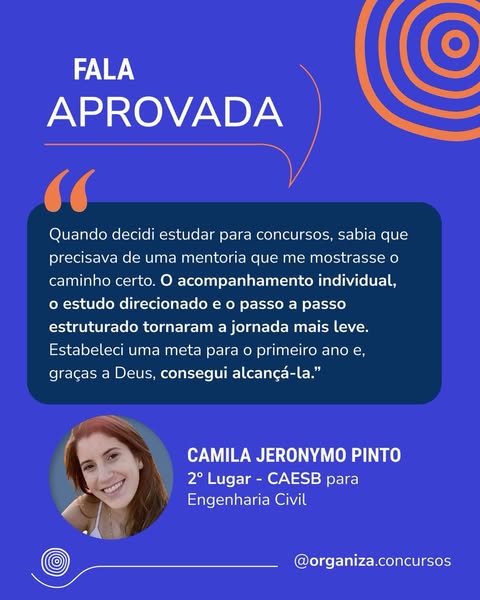 FALA
APROVADA
“
Quando decidi estudar para concursos, sabia que
precisava de uma mentoria que me mostrasse o
caminho certo. O acompanhamento individual,
o estudo direcionado e o passo a passo
estruturado tornaram a jornada mais leve.
Estabeleci uma meta para o primeiro ano e,
graças a Deus, consegui alcançá-la.”
CAMILA JERONYMO PINTO
2º Lugar - CAESB para
Engenharia Civil
@organiza.concursos